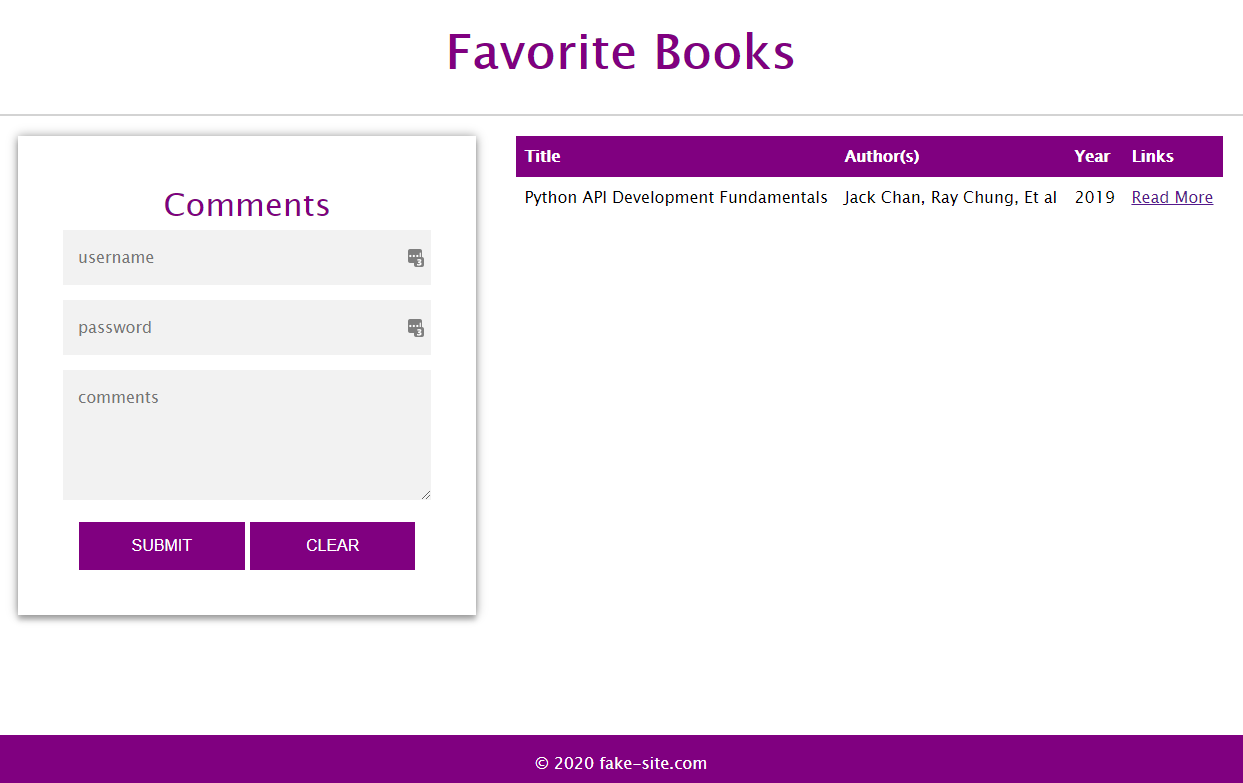 Favorite Books
Comments
username
password
comments
SUBMIT CLEAR
Title Author(s) Year Links
Python API Development Fundamentals Jack Chan, Ray Chung, Et al 2019 Read More
© 2020 fake-site.com